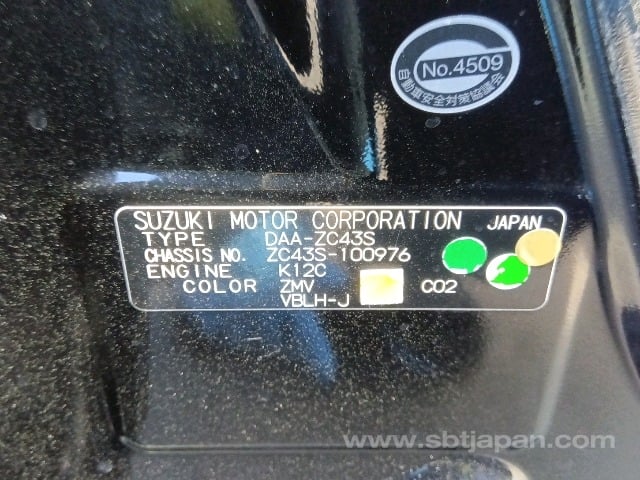 No.4509
自動車安全対策協議会
SUZUKI MOTOR CORPORATION JAPAN
TYPE DAA-ZC43S
CHASSIS NO. ZC43S-100976
ENGINE K12C
COLOR ZMV CO2
VBLH-J
www.sbtjapan.com